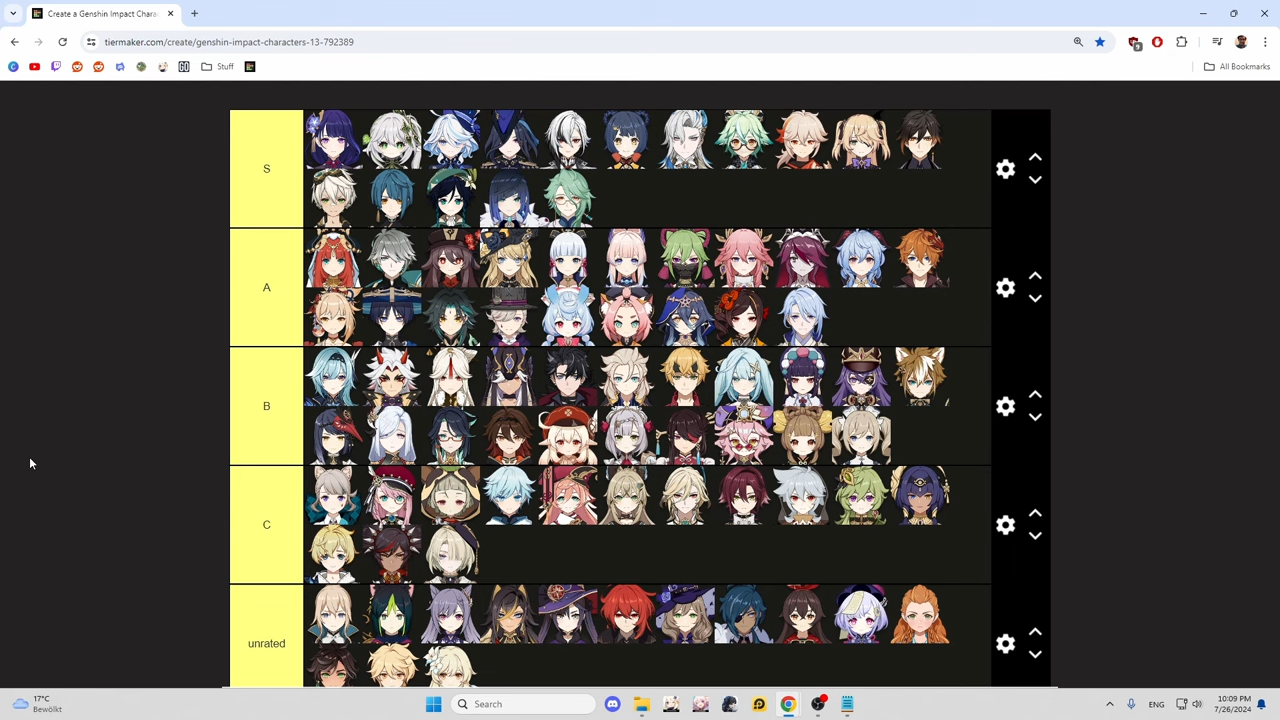 Create a Genshin Impact Chara
tiermaker.com/create/genshin-impact-characters-13-792389
Stuff
All Bookmarks
S
A
B
C
unrated
17°C
Bewölkt
Search
ENG
10:09 PM
7/26/2024